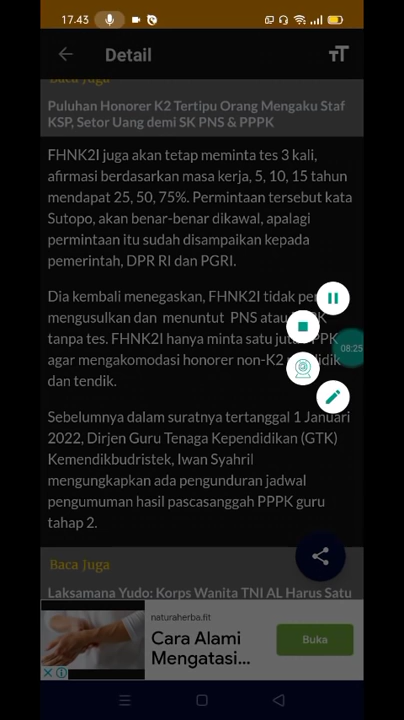 17.43
Detail
Baca Juga
Puluhan Honorer K2 Tertipu Orang Mengaku Staf
KSP, Setor Uang demi SK PNS & PPPK
FHNK2I juga akan tetap meminta tes 3 kali,
afirmasi berdasarkan masa kerja, 5, 10, 15 tahun
mendapat 25, 50, 75%. Permintaan tersebut kata
Sutopo, akan benar-benar dikawal, apalagi
permintaan itu sudah disampaikan kepada
pemerintah, DPR RI dan PGRI.
Dia kembali menegaskan, FHNK2I tidak
mengusulkan dan menuntut PNS atau
tanpa tes. FHNK2I hanya minta satu
08:25
agar mengakomodasi honorer non-K2
dan tendik.
Sebelumnya dalam suratnya tertanggal 1 Januari
2022, Dirjen Guru Tenaga Kependidikan (GTK)
Kemendikbudristek, Iwan Syahril
mengungkapkan ada pengunduran jadwal
pengumuman hasil pascasanggah PPPK guru
tahap 2.
Baca Juga
Laksamana Yudo: Korps Wanita TNI AL Harus Satu
naturaherba.fit
Cara Alami
Mengatasi...
Buka